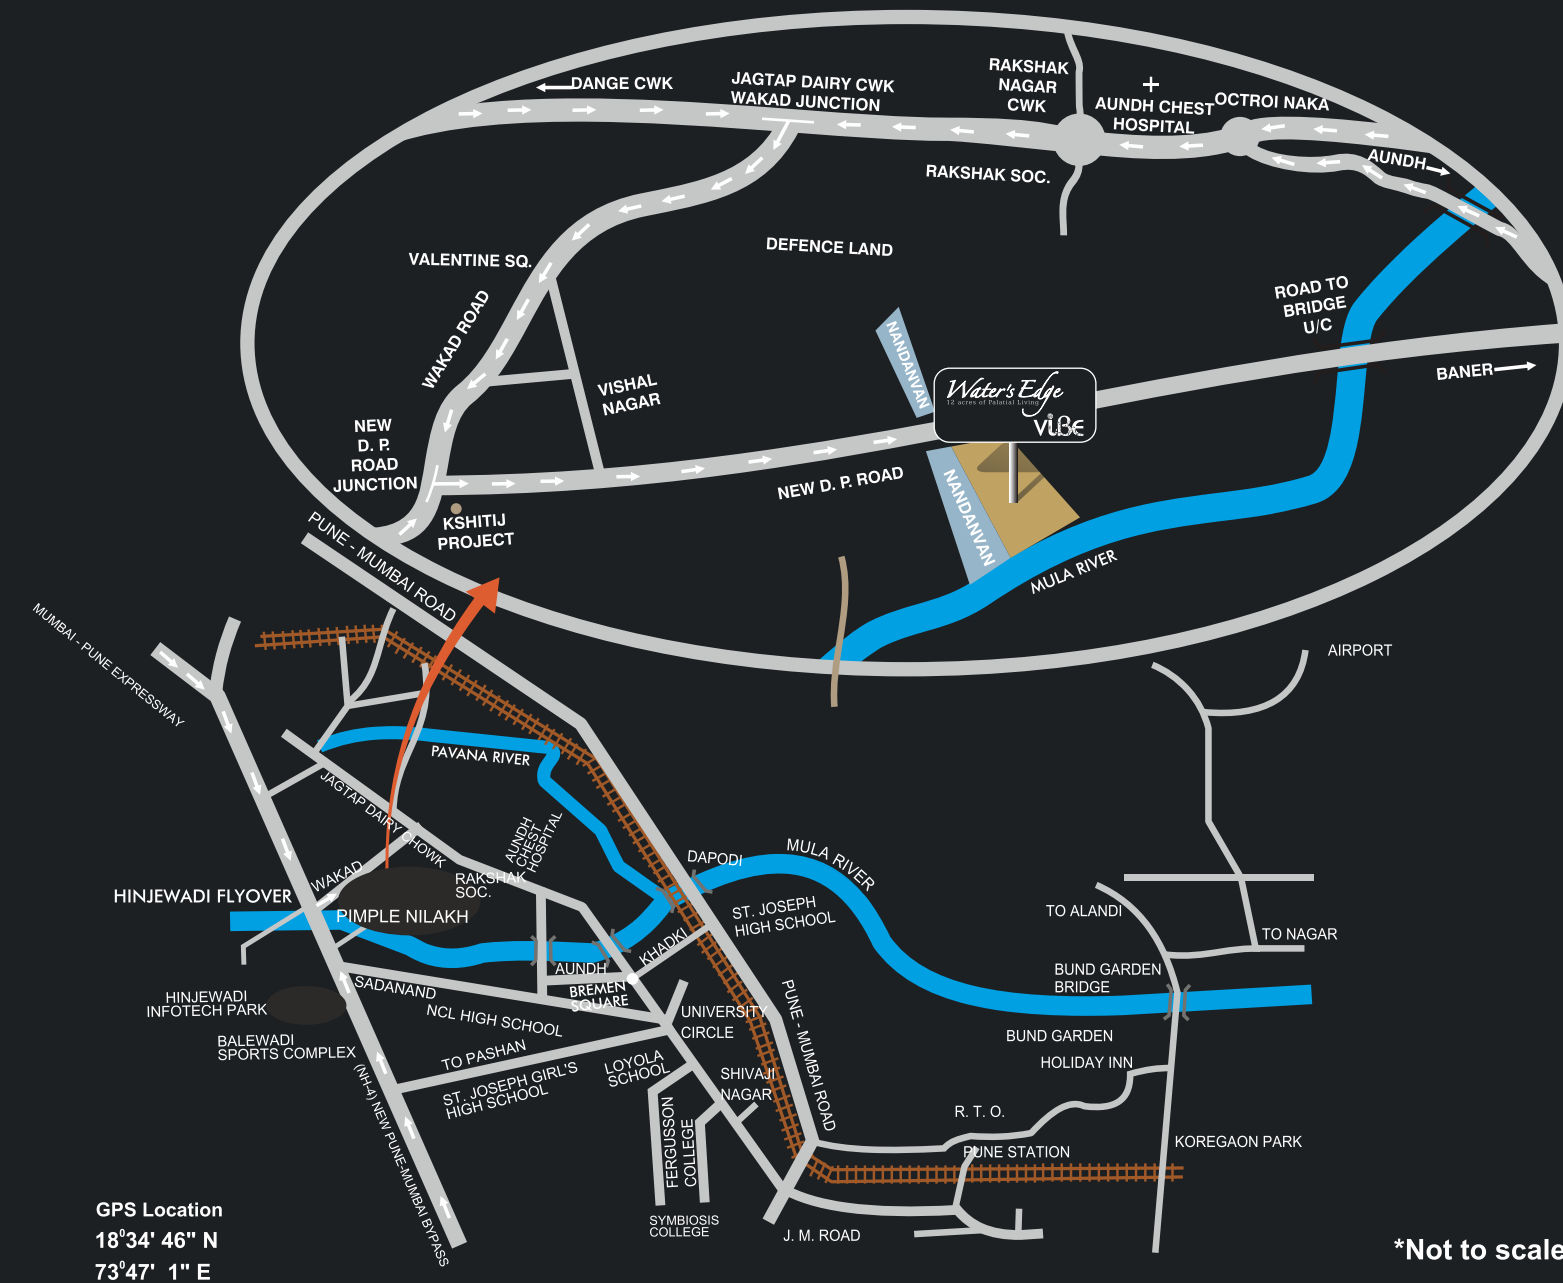 DANGE CWK
JAGTAP DAIRY CWK
WAKAD JUNCTION
RAKSHAK
NAGAR
CWK
AUNDH CHEST
HOSPITAL
OCTROI NAKA
AUNDH
RAKSHAK SOC.
DEFENCE LAND
VALENTINE SQ.
WAKAD ROAD
ROAD TO
BRIDGE
U/C
NANDANVAN
VISHAL
NAGAR
Water's Edge
12 acres of Palatial Living
ViBE
BANER
NEW
D. P.
ROAD
JUNCTION
NEW D. P. ROAD
NANDANVAN
KSHITIJ
PROJECT
MULA RIVER
PUNE - MUMBAI ROAD
MUMBAI - PUNE EXPRESSWAY
AIRPORT
PAVANA RIVER
JAGTAP DAIRY CHOWK
AUNDH
CHEST
HOSPITAL
DAPODI
MULA RIVER
HINJEWADI FLYOVER
WAKAD
RAKSHAK
SOC.
PIMPLE NILAKH
ST. JOSEPH
HIGH SCHOOL
TO ALANDI
TO NAGAR
KHADKI
AUNDH
BREMEN
SQUARE
SADANAND
BUND GARDEN
BRIDGE
HINJEWADI
INFOTECH PARK
NCL HIGH SCHOOL
UNIVERSITY
CIRCLE
PUNE - MUMBAI ROAD
BUND GARDEN
BALEWADI
SPORTS COMPLEX
TO PASHAN
LOYOLA
SCHOOL
HOLIDAY INN
(NH-4) NEW PUNE-MUMBAI BYPASS
ST. JOSEPH GIRL'S
HIGH SCHOOL
SHIVAJI
NAGAR
FERGUSSON
COLLEGE
R. T. O.
PUNE STATION
KOREGAON PARK
SYMBIOSIS
COLLEGE
J. M. ROAD
GPS Location
18⁰34' 46" N
73⁰47' 1" E
*Not to scale